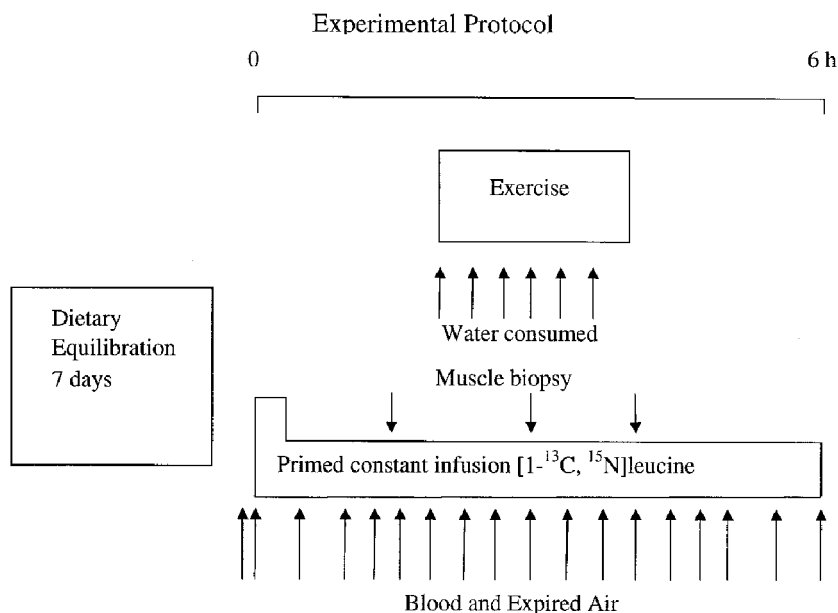 Experimental Protocol
0
6 h
Exercise
Water consumed
Dietary
Equilibration
7 days
Muscle biopsy
Primed constant infusion [1-¹³C, ¹⁵N]leucine
Blood and Expired Air